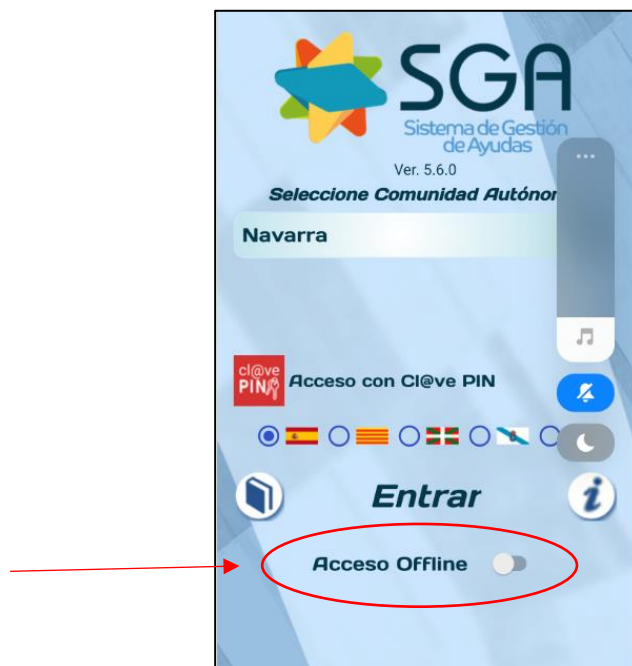 SGA
Sistema de Gestión
de Ayudas
Ver. 5.6.0
Seleccione Comunidad Autónor
Navarra
cl@ve
PIN
Acceso con Cl@ve PIN
Entrar
i
Acceso Offline